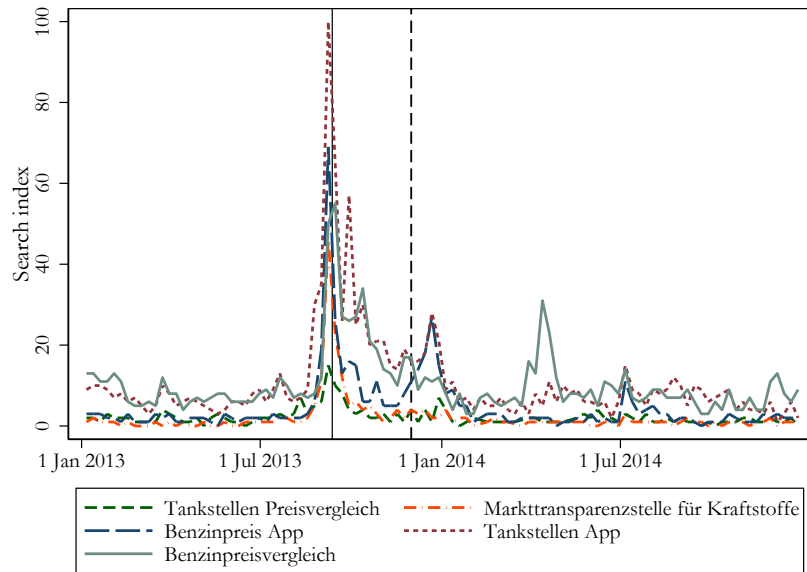 100
80
60
40
20
0
Search index
1 Jan 2013
1 Jul 2013
1 Jan 2014
1 Jul 2014
Tankstellen Preisvergleich
Markttransparenzstelle für Kraftstoffe
Benzinpreis App
Tankstellen App
Benzinpreisvergleich